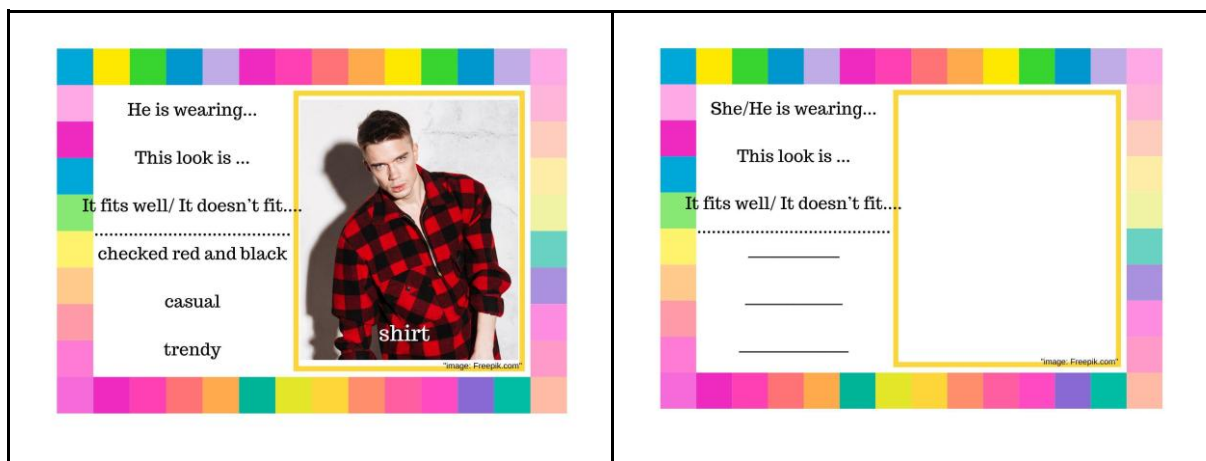 He is wearing...
This look is ...
It fits well/ It doesn't fit....
checked red and black
casual
trendy
shirt
"image: Freepik.com"
She/He is wearing...
This look is ...
It fits well/ It doesn't fit....
"image: Freepik.com"